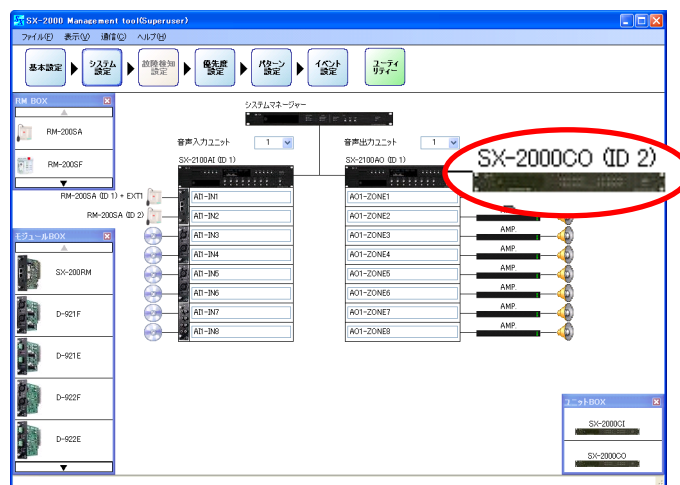 SX-2000 Management tool(Superuser)
ファイル(F) 表示(V) 通信(C) ヘルプ(H)
基本設定
システム
設定
故障検知
設定
優先度
設定
パターン
設定
イベント
設定
ユーティ
リティー
RM BOX
RM-200SA
RM-200SF
モジュールBOX
SX-200RM
D-921F
D-921E
D-922F
D-922E
システムマネージャー
音声入力ユニット 1
SX-2100AI (ID 1)
RM-200SA (ID 1) + EXT1
RM-200SA (ID 2)
AI1-IN1
AI1-IN2
AI1-IN3
AI1-IN4
AI1-IN5
AI1-IN6
AI1-IN7
AI1-IN8
音声出力ユニット 1
SX-2100AO (ID 1)
AO1-ZONE1
AO1-ZONE2
AO1-ZONE3
AO1-ZONE4
AO1-ZONE5
AO1-ZONE6
AO1-ZONE7
AO1-ZONE8
SX-2000CO (ID 2)
AMP.
AMP.
AMP.
AMP.
AMP.
AMP.
ユニットBOX
SX-2000CI
SX-2000CO